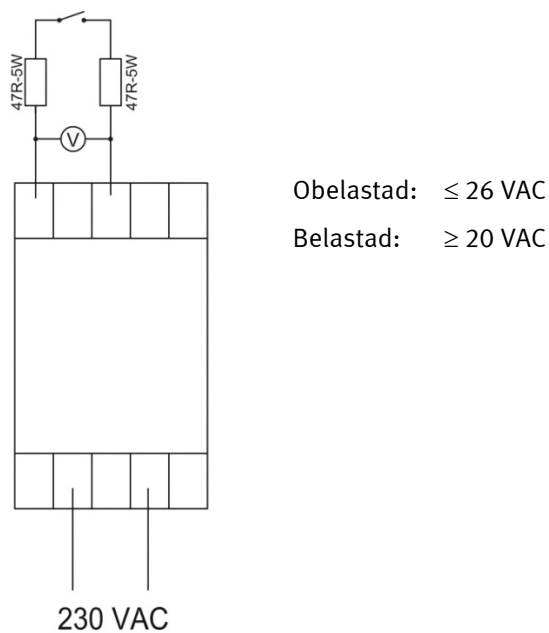 47R-5W
47R-5W
V
Obelastad: ≤ 26 VAC
Belastad: ≥ 20 VAC
230 VAC